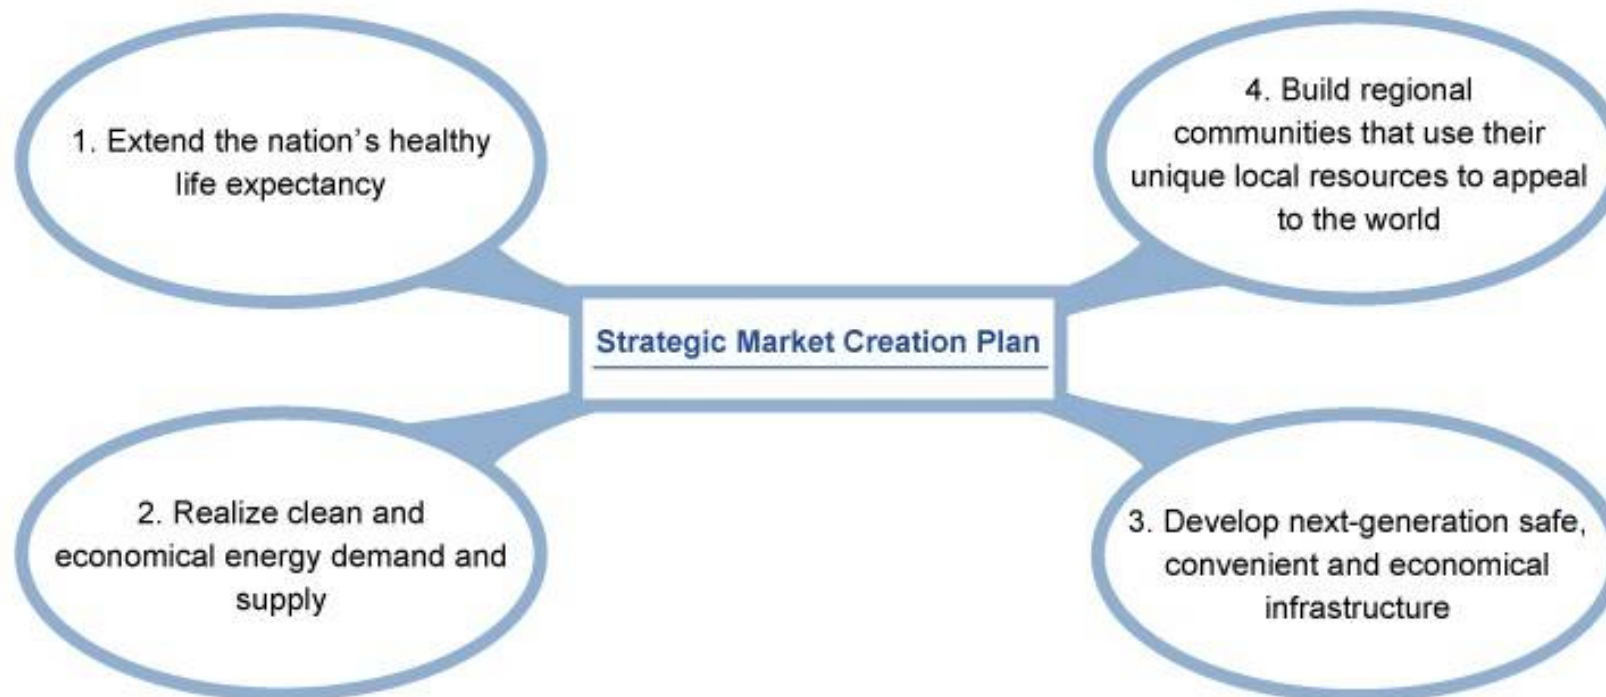 1. Extend the nation’s healthy
life expectancy
4. Build regional
communities that use their
unique local resources to appeal
to the world
Strategic Market Creation Plan
2. Realize clean and
economical energy demand and
supply
3. Develop next-generation safe,
convenient and economical
infrastructure